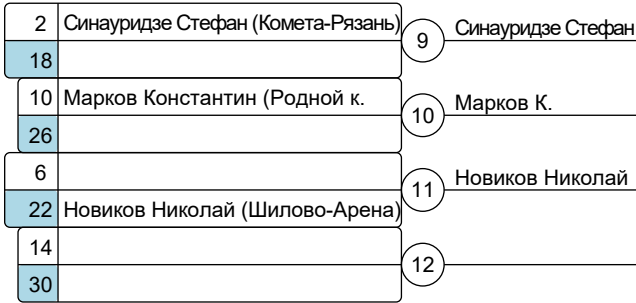 2 Синауридзе Стефан (Комета-Рязань) 9 Синауридзе Стефан
18
10 Марков Константин (Родной к. 10 Марков К.
26
6 11 Новиков Николай
22 Новиков Николай (Шилово-Арена)
14 12
30